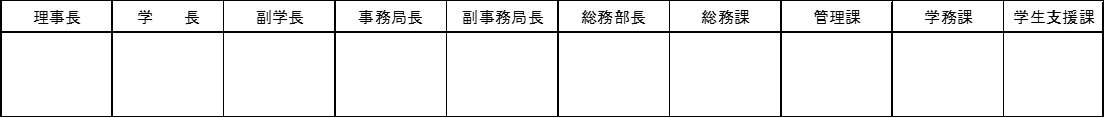 理事長 学　　長 副学長 事務局長 副事務局長 総務部長 総務課 管理課 学務課 学生支援課